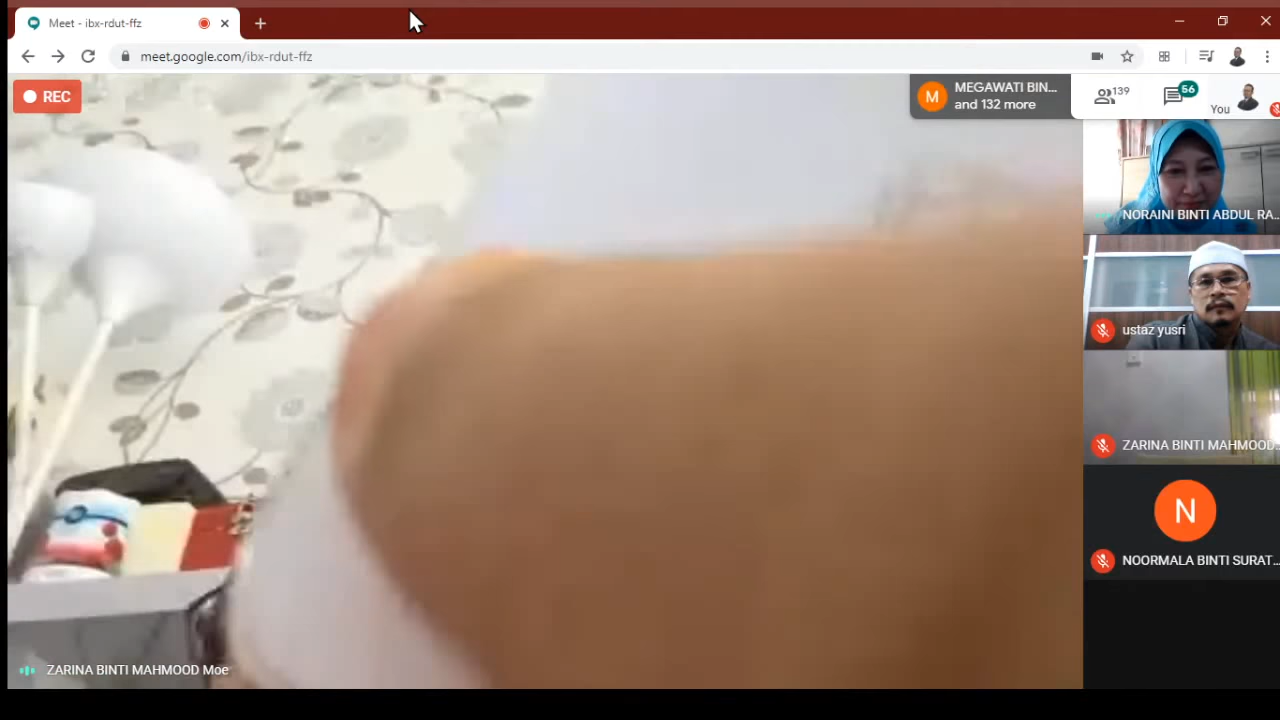 Meet - ibx-rdut-ffz
meet.google.com/ibx-rdut-ffz
REC
M
MEGAWATI BIN...
and 132 more
139
56
You
NORAINI BINTI ABDUL RA...
ustaz yusri
ZARINA BINTI MAHMOOD...
N
NOORMALA BINTI SURAT...
ZARINA BINTI MAHMOOD Moe